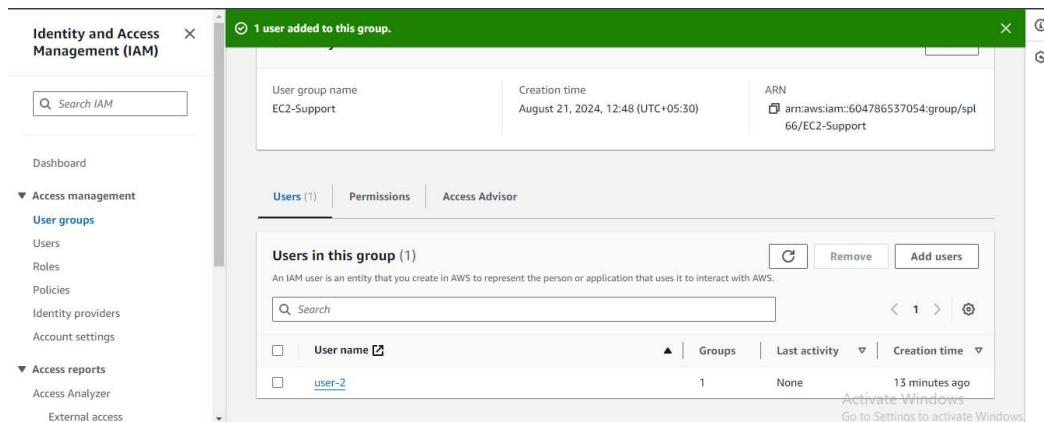 Identity and Access
Management (IAM)
Search IAM
Dashboard
Access management
User groups
Users
Roles
Policies
Identity providers
Account settings
Access reports
Access Analyzer
External access
1 user added to this group.
User group name
EC2-Support
Creation time
August 21, 2024, 12:48 (UTC+05:30)
ARN
arn:aws:iam::604786537054:group/spl
66/EC2-Support
Users (1)
Permissions
Access Advisor
Users in this group (1)
Remove
Add users
An IAM user is an entity that you create in AWS to represent the person or application that uses it to interact with AWS.
Search
1
User name Groups Last activity Creation time
user-2 1 None 13 minutes ago
Activate Windows
Go to Settings to activate Windows.